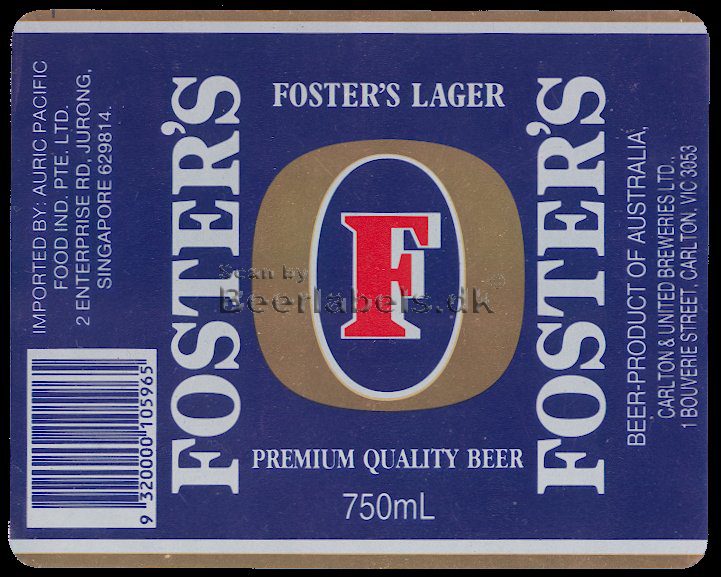 IMPORTED BY: AURIC PACIFIC
FOOD IND. PTE. LTD.
2 ENTERPRISE RD, JURONG,
SINGAPORE 629814.
9 320000 105965
FOSTER'S
FOSTER'S LAGER
F
Scan by
Beerlabels.dk
PREMIUM QUALITY BEER
750mL
FOSTER'S
BEER-PRODUCT OF AUSTRALIA,
CARLTON & UNITED BREWERIES LTD.,
1 BOUVERIE STREET, CARLTON, VIC 3053